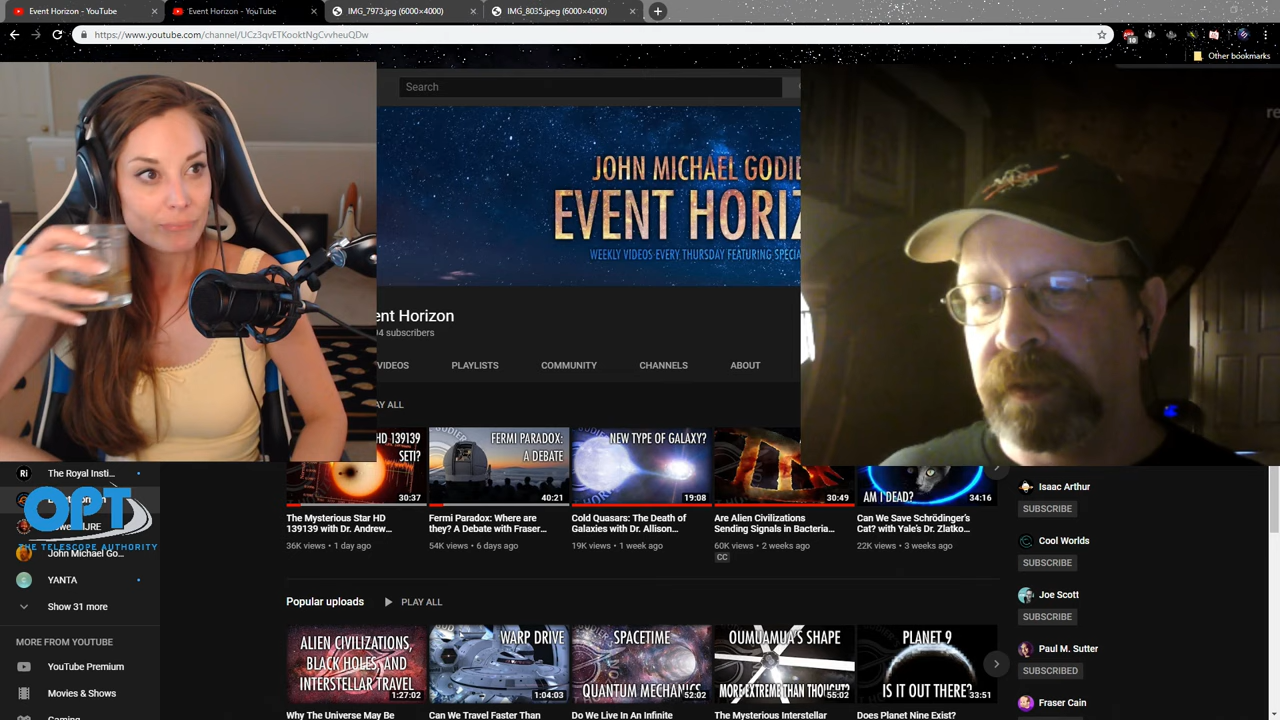 Event Horizon - YouTube
Event Horizon - YouTube
IMG_7973.jpg (6000×4000)
IMG_8035.jpeg (6000×4000)
https://www.youtube.com/channel/UCz3qvETKooktNgCvvheuQDw
Other bookmarks
Search
re
JOHN MICHAEL GODIE
EVENT HORIZ
WEEKLY VIDEOS EVERY THURSDAY FEATURING SPECIA
ent Horizon
94 subscribers
VIDEOS
PLAYLISTS
COMMUNITY
CHANNELS
ABOUT
AY ALL
HD 139139
SETI?
30:37
FERMI PARADOX:
A DEBATE
40:21
NEW TYPE OF GALAXY?
19:08
30:49
AM I DEAD?
34:16
The Mysterious Star HD
139139 with Dr. Andrew...
36K views • 1 day ago
Fermi Paradox: Where are
they? A Debate with Fraser...
54K views • 6 days ago
Cold Quasars: The Death of
Galaxies with Dr. Allison...
19K views • 1 week ago
Are Alien Civilizations
Sending Signals in Bacteria...
60K views • 2 weeks ago
CC
Can We Save Schrödinger's
Cat? with Yale's Dr. Zlatko...
22K views • 3 weeks ago
The Royal Insti...
OPT
THE TELESCOPE AUTHORITY
John Michael Go...
YANTA
Show 31 more
MORE FROM YOUTUBE
YouTube Premium
Movies & Shows
Gaming
Popular uploads
PLAY ALL
ALIEN CIVILIZATIONS,
BLACK HOLES, AND
INTERSTELLAR TRAVEL
1:27:02
WARP DRIVE
1:04:03
SPACETIME
QUANTUM MECHANICS
52:02
OUMUAMUA'S SHAPE
MORE EXTREME THAN THOUGHT?
55:02
PLANET 9
IS IT OUT THERE?
33:51
Why The Universe May Be
Can We Travel Faster Than
Do We Live In An Infinite
The Mysterious Interstellar
Does Planet Nine Exist?
Isaac Arthur
SUBSCRIBE
Cool Worlds
SUBSCRIBE
Joe Scott
SUBSCRIBE
Paul M. Sutter
SUBSCRIBED
Fraser Cain